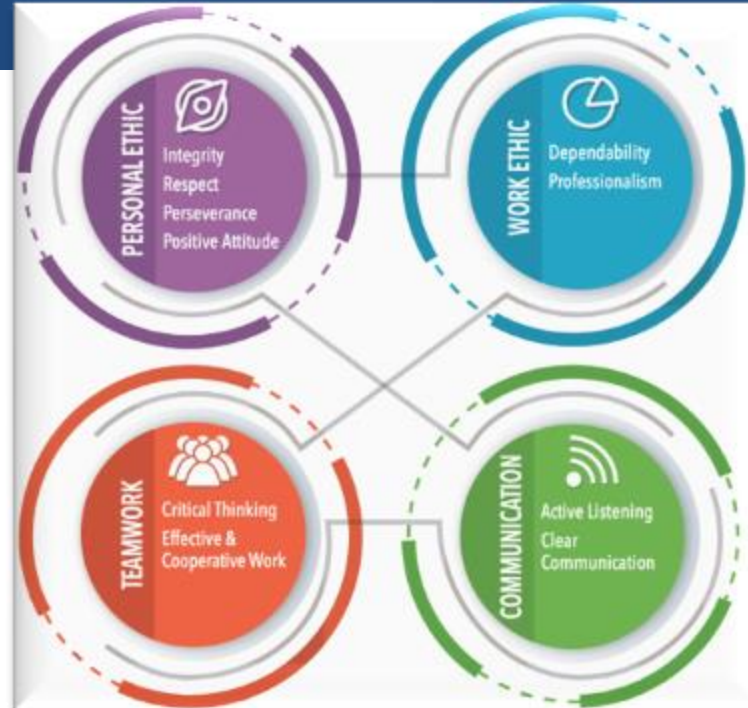 PERSONAL ETHIC
Integrity
Respect
Perseverance
Positive Attitude
WORK ETHIC
Dependability
Professionalism
TEAMWORK
Critical Thinking
Effective &
Cooperative Work
COMMUNICATION
Active Listening
Clear
Communication